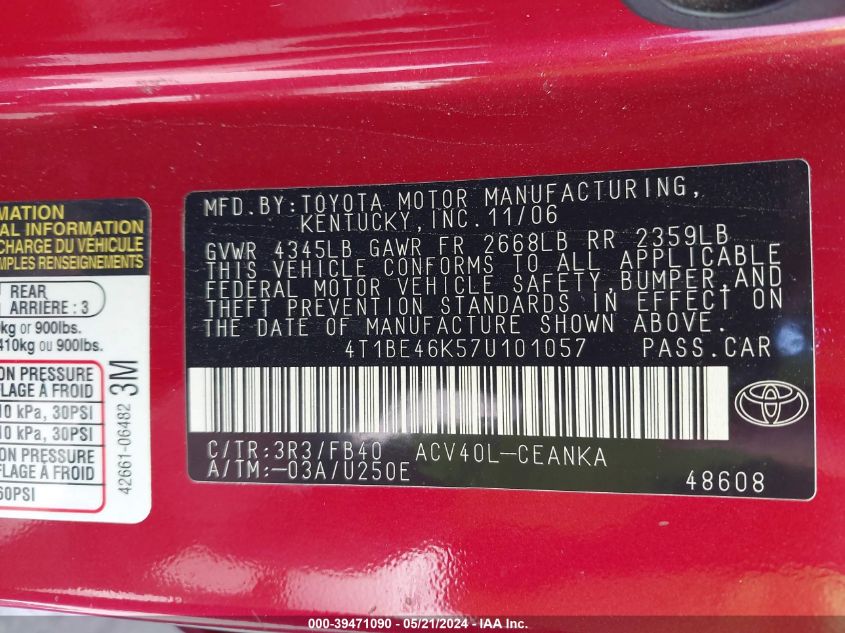 MATION
AL INFORMATION
CHARGE DU VÉHICULE
MPLES RENSEIGNEMENTS
REAR
ARRIÈRE : 3
kg or 900lbs.
410kg ou 900lbs.
ON PRESSURE
FLAGE À FROID
10 kPa, 30PSI
10 kPa, 30PSI
ON PRESSURE
FLAGE À FROID
60PSI
3M
42661-06482
MFD.BY:TOYOTA MOTOR MANUFACTURING,
KENTUCKY,INC.11/06
GVWR 4345LB GAWR FR 2668LB RR 2359LB
THIS VEHICLE CONFORMS TO ALL APPLICABLE
FEDERAL MOTOR VEHICLE SAFETY,BUMPER,AND
THEFT PREVENTION STANDARDS IN EFFECT ON
THE DATE OF MANUFACTURE SHOWN ABOVE.
4T1BE46K57U101057 PASS.CAR
C/TR:3R3/FB40 ACV40L-CEANKA
A/TM:-03A/U250E
48608
000-39471090 - 05/21/2024 - IAA Inc.